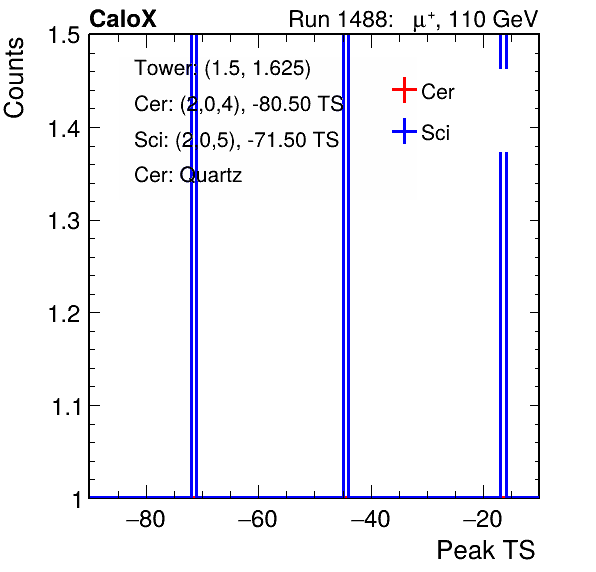 CaloX Run 1488: μ⁺, 110 GeV
Counts
1.5
1.4
1.3
1.2
1.1
1
Tower: (1.5, 1.625)
Cer: (2,0,4), -80.50 TS
Sci: (2,0,5), -71.50 TS
Cer: Quartz
Cer
Sci
−80 −60 −40 −20
Peak TS